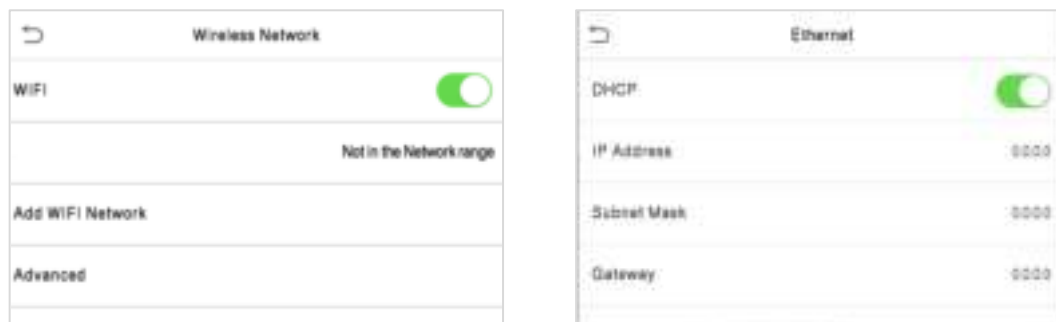 Wireless Network
WIFI
Not in the Network range
Add WIFI Network
Advanced
Ethernet
DHCP
IP Address 0.0.0.0
Subnet Mask 0.0.0.0
Gateway 0.0.0.0